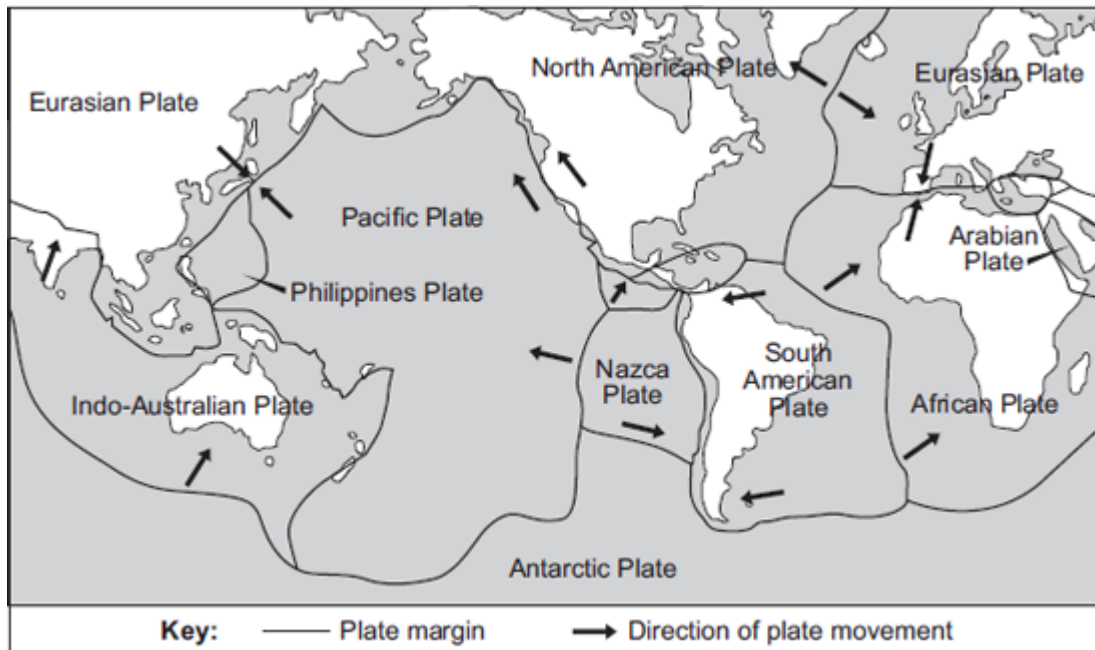 North American Plate
Eurasian Plate
Eurasian Plate
Pacific Plate
Arabian
Plate
Philippines Plate
Nazca
Plate
South
American
Plate
Indo-Australian Plate
African Plate
Antarctic Plate
Key: Plate margin Direction of plate movement